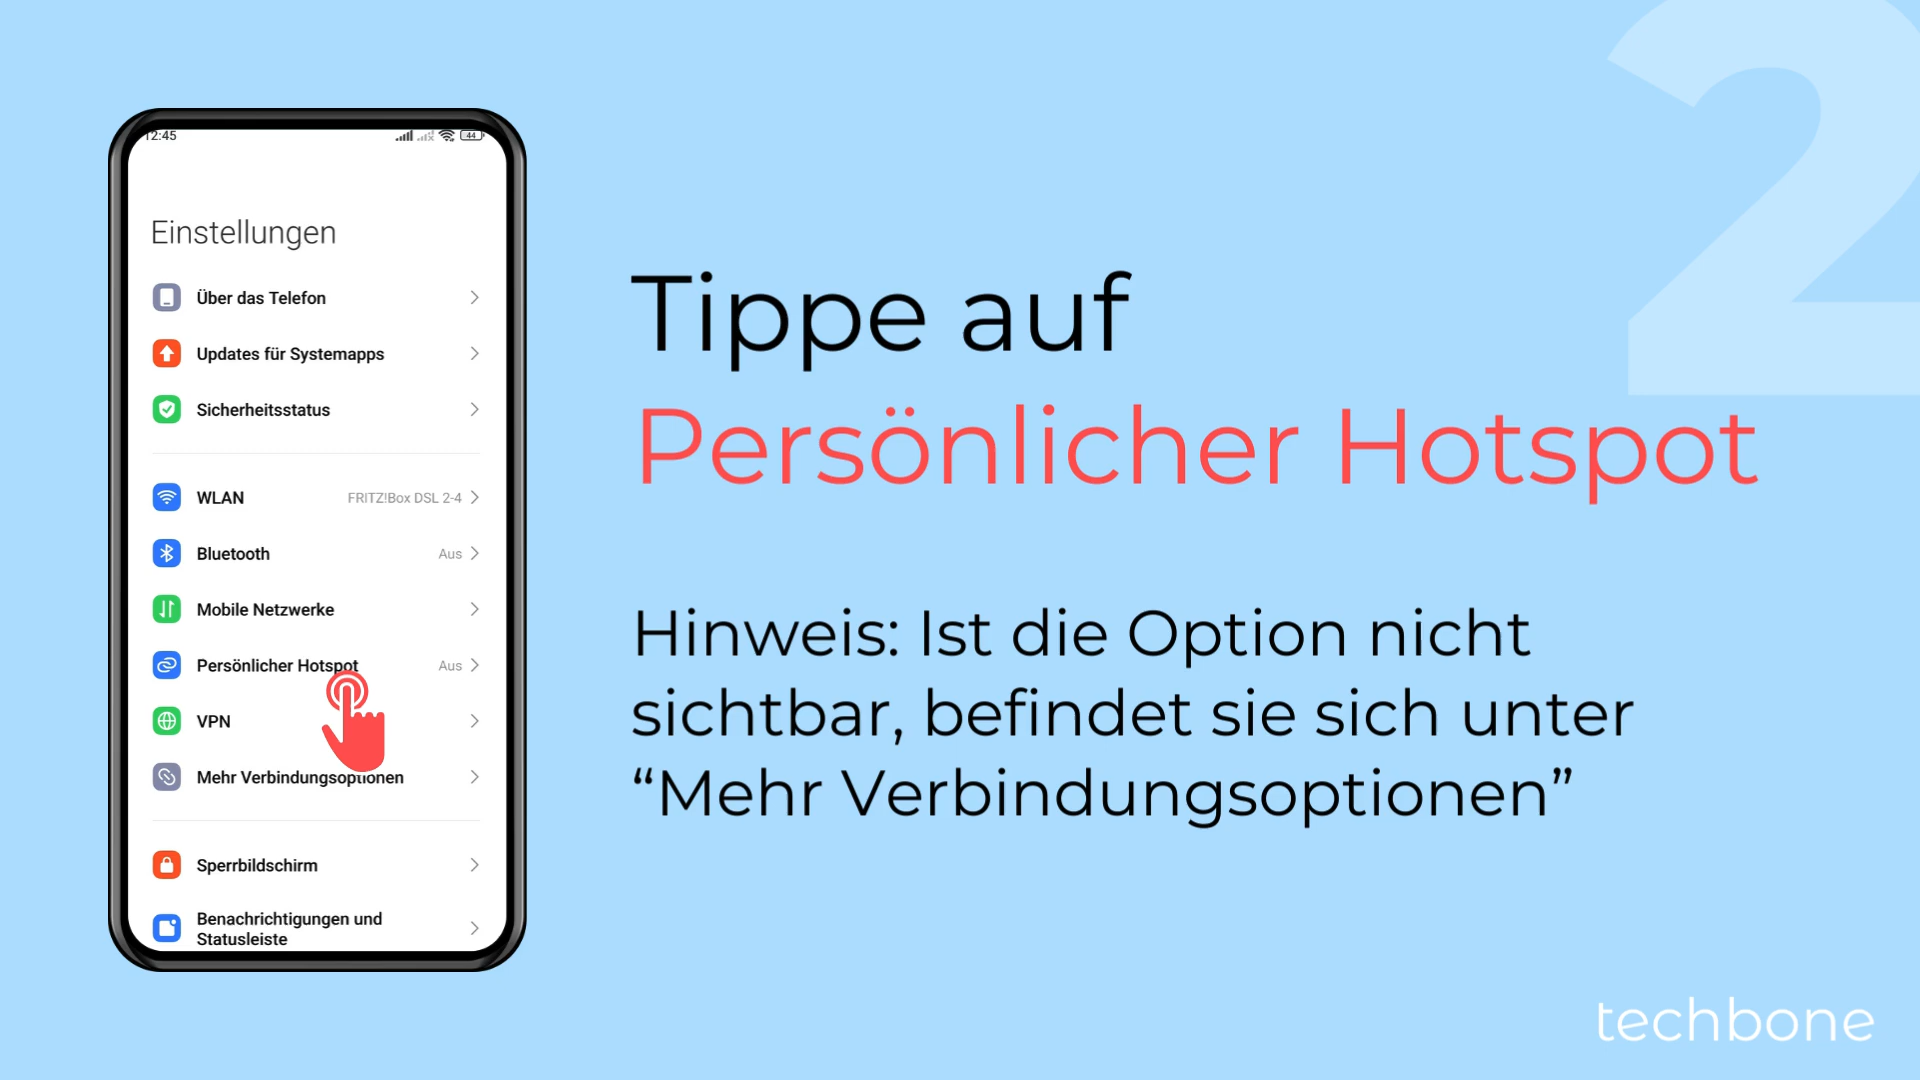 12:45
44
Einstellungen
Über das Telefon
Updates für Systemapps
Sicherheitsstatus
WLAN FRITZ!Box DSL 2-4
Bluetooth Aus
Mobile Netzwerke
Persönlicher Hotspot Aus
VPN
Mehr Verbindungsoptionen
Sperrbildschirm
Benachrichtigungen und
Statusleiste
2
Tippe auf
Persönlicher Hotspot
Hinweis: Ist die Option nicht
sichtbar, befindet sie sich unter
“Mehr Verbindungsoptionen”
techbone